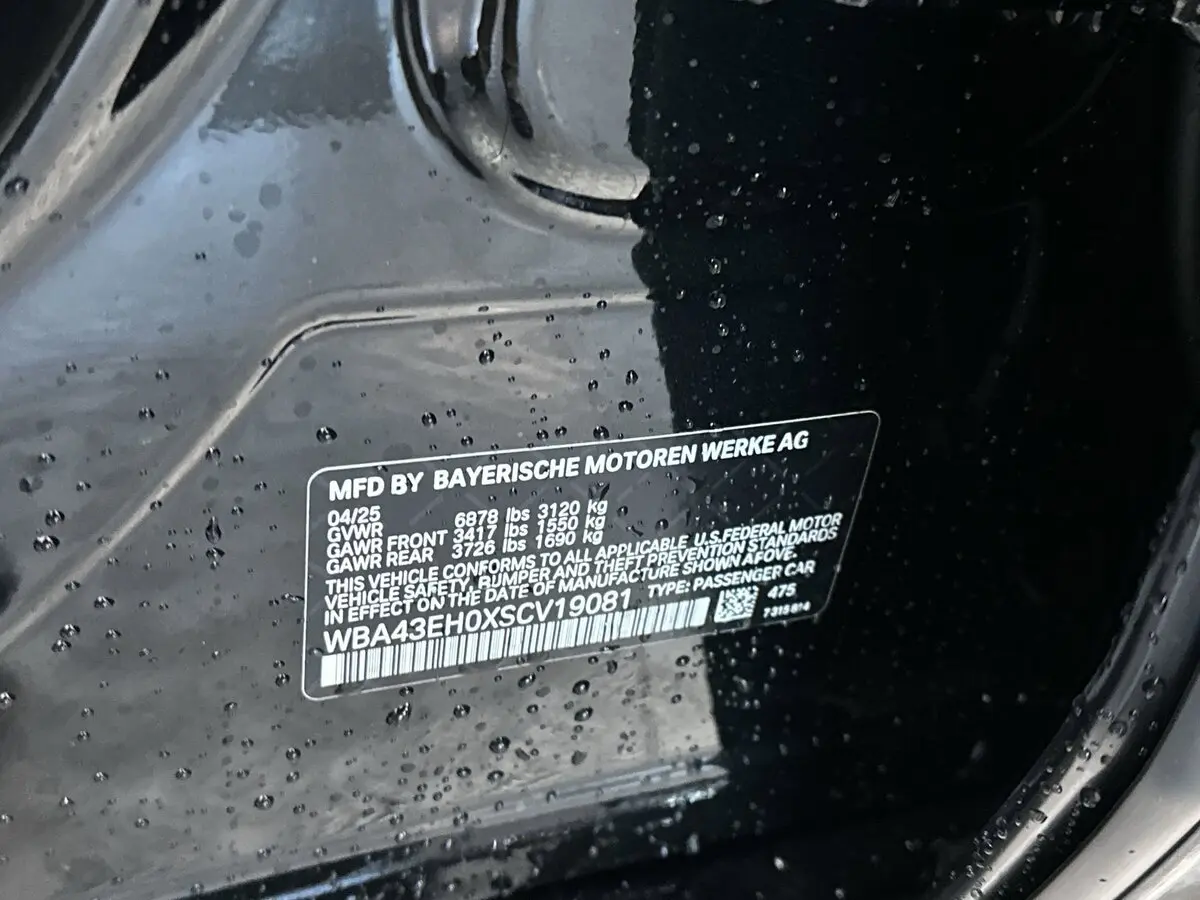 MFD BY BAYERISCHE MOTOREN WERKE AG
04/25
GVWR 6878 lbs 3120 kg
GAWR FRONT 3417 lbs 1550 kg
GAWR REAR 3726 lbs 1690 kg
THIS VEHICLE CONFORMS TO ALL APPLICABLE U.S.FEDERAL MOTOR
VEHICLE SAFETY, BUMPER AND THEFT PREVENTION STANDARDS
IN EFFECT ON THE DATE OF MANUFACTURE SHOWN ABOVE.
WBA43EH0XSCV19081 TYPE: PASSENGER CAR
475